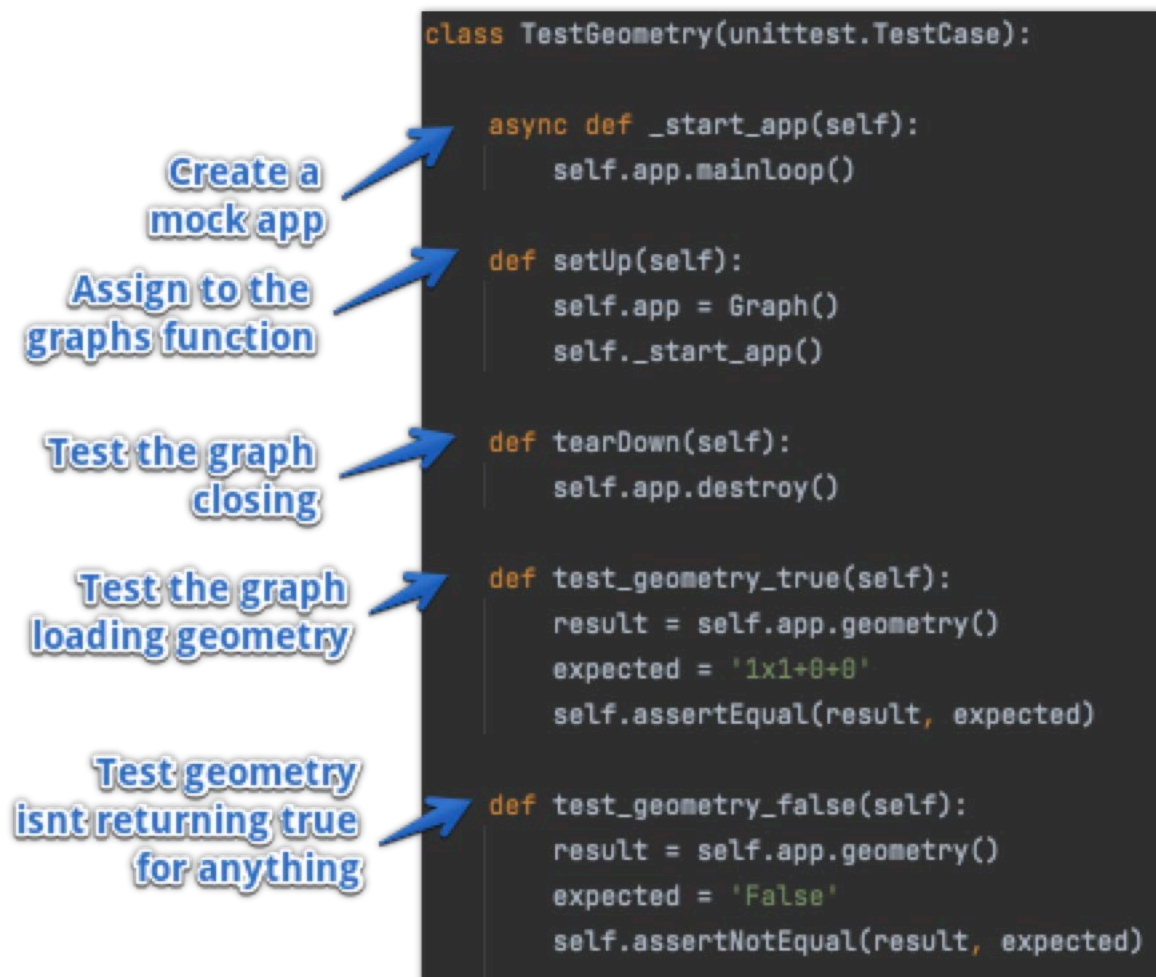 class TestGeometry(unittest.TestCase):
async def _start_app(self):
self.app.mainloop()
Create a
mock app
def setUp(self):
self.app = Graph()
self._start_app()
Assign to the
graphs function
def tearDown(self):
self.app.destroy()
Test the graph
closing
def test_geometry_true(self):
result = self.app.geometry()
expected = '1x1+0+0'
self.assertEqual(result, expected)
Test the graph
loading geometry
def test_geometry_false(self):
result = self.app.geometry()
expected = 'False'
self.assertNotEqual(result, expected)
Test geometry
isnt returning true
for anything